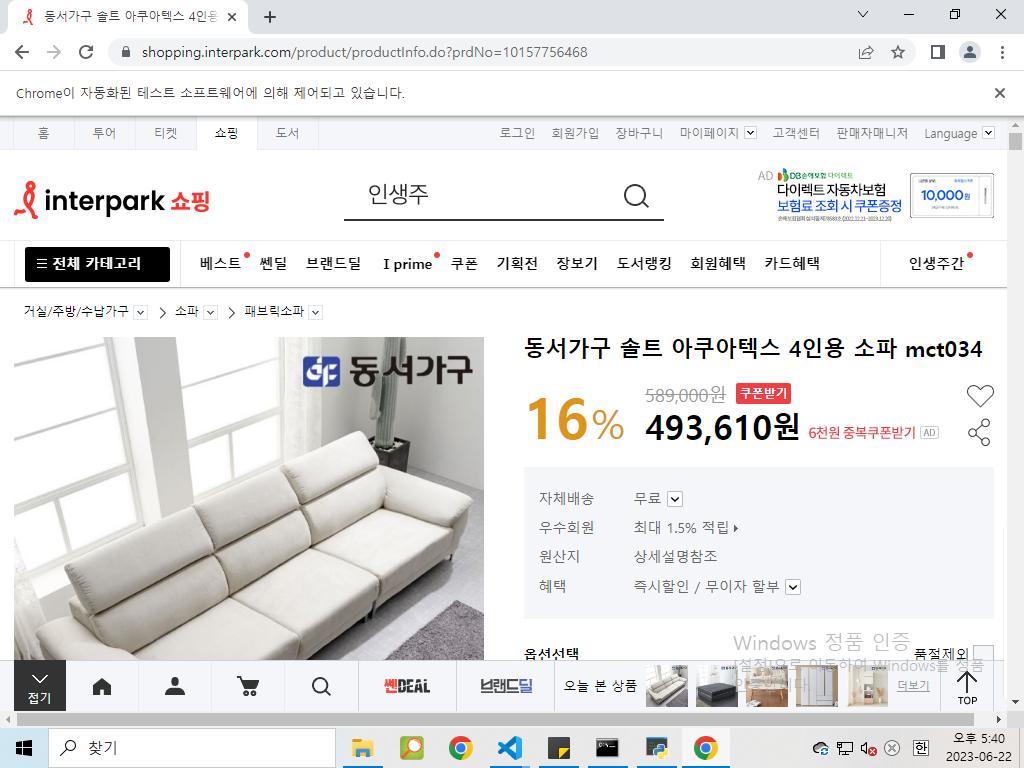 동서가구 솔트 아쿠아텍스 4인용
shopping.interpark.com/product/productInfo.do?prdNo=10157756468
Chrome이 자동화된 테스트 소프트웨어에 의해 제어되고 있습니다.
홈 투어 티켓 쇼핑 도서 로그인 회원가입 장바구니 마이페이지 고객센터 판매자매니저 Language
interpark 쇼핑
인생주
AD DB손해보험 다이렉트
다이렉트 자동차보험
보험료 조회 시 쿠폰증정
10,000원
전체 카테고리 베스트 쎈딜 브랜드딜 I prime 쿠폰 기획전 장보기 도서랭킹 회원혜택 카드혜택 인생주간
거실/주방/수납가구 소파 패브릭소파
동서가구
동서가구 솔트 아쿠아텍스 4인용 소파 mct034
16%
589,000원 쿠폰받기
493,610원 6천원 중복쿠폰받기 AD
자체배송 무료
우수회원 최대 1.5% 적립
원산지 상세설명참조
혜택 즉시할인 / 무이자 할부
옵션선택 품절제외
Windows 정품 인증
[설정]으로 이동하여 Windows를 정품
접기 쎈DEAL 브랜드딜 오늘 본 상품 더보기 TOP
찾기
한
오후 5:40
2023-06-22